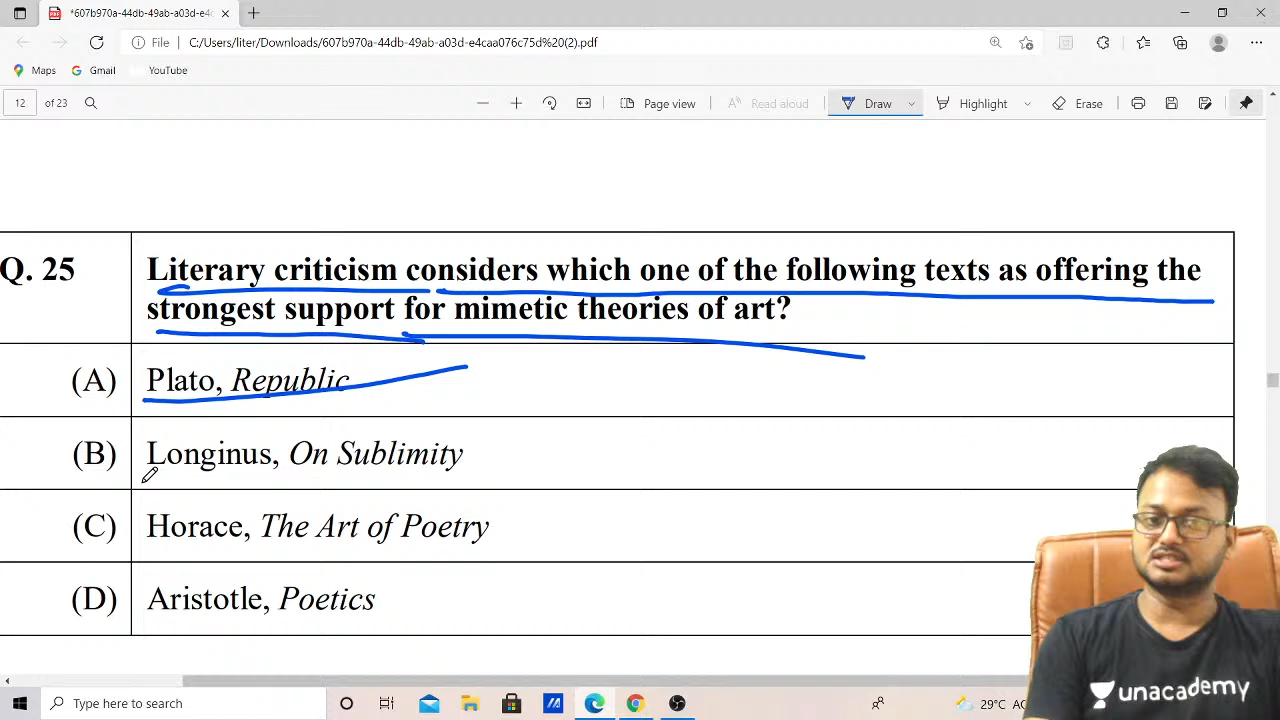 *607b970a-44db-49ab-a03d-e4c
File C:/Users/liter/Downloads/607b970a-44db-49ab-a03d-e4caa076c75d%20(2).pdf
Maps Gmail YouTube
12 of 23 Page view Read aloud Draw Highlight Erase
Q. 25 Literary criticism considers which one of the following texts as offering the
strongest support for mimetic theories of art?
(A) Plato, Republic
(B) Longinus, On Sublimity
(C) Horace, The Art of Poetry
(D) Aristotle, Poetics
unacademy
Type here to search 29°C